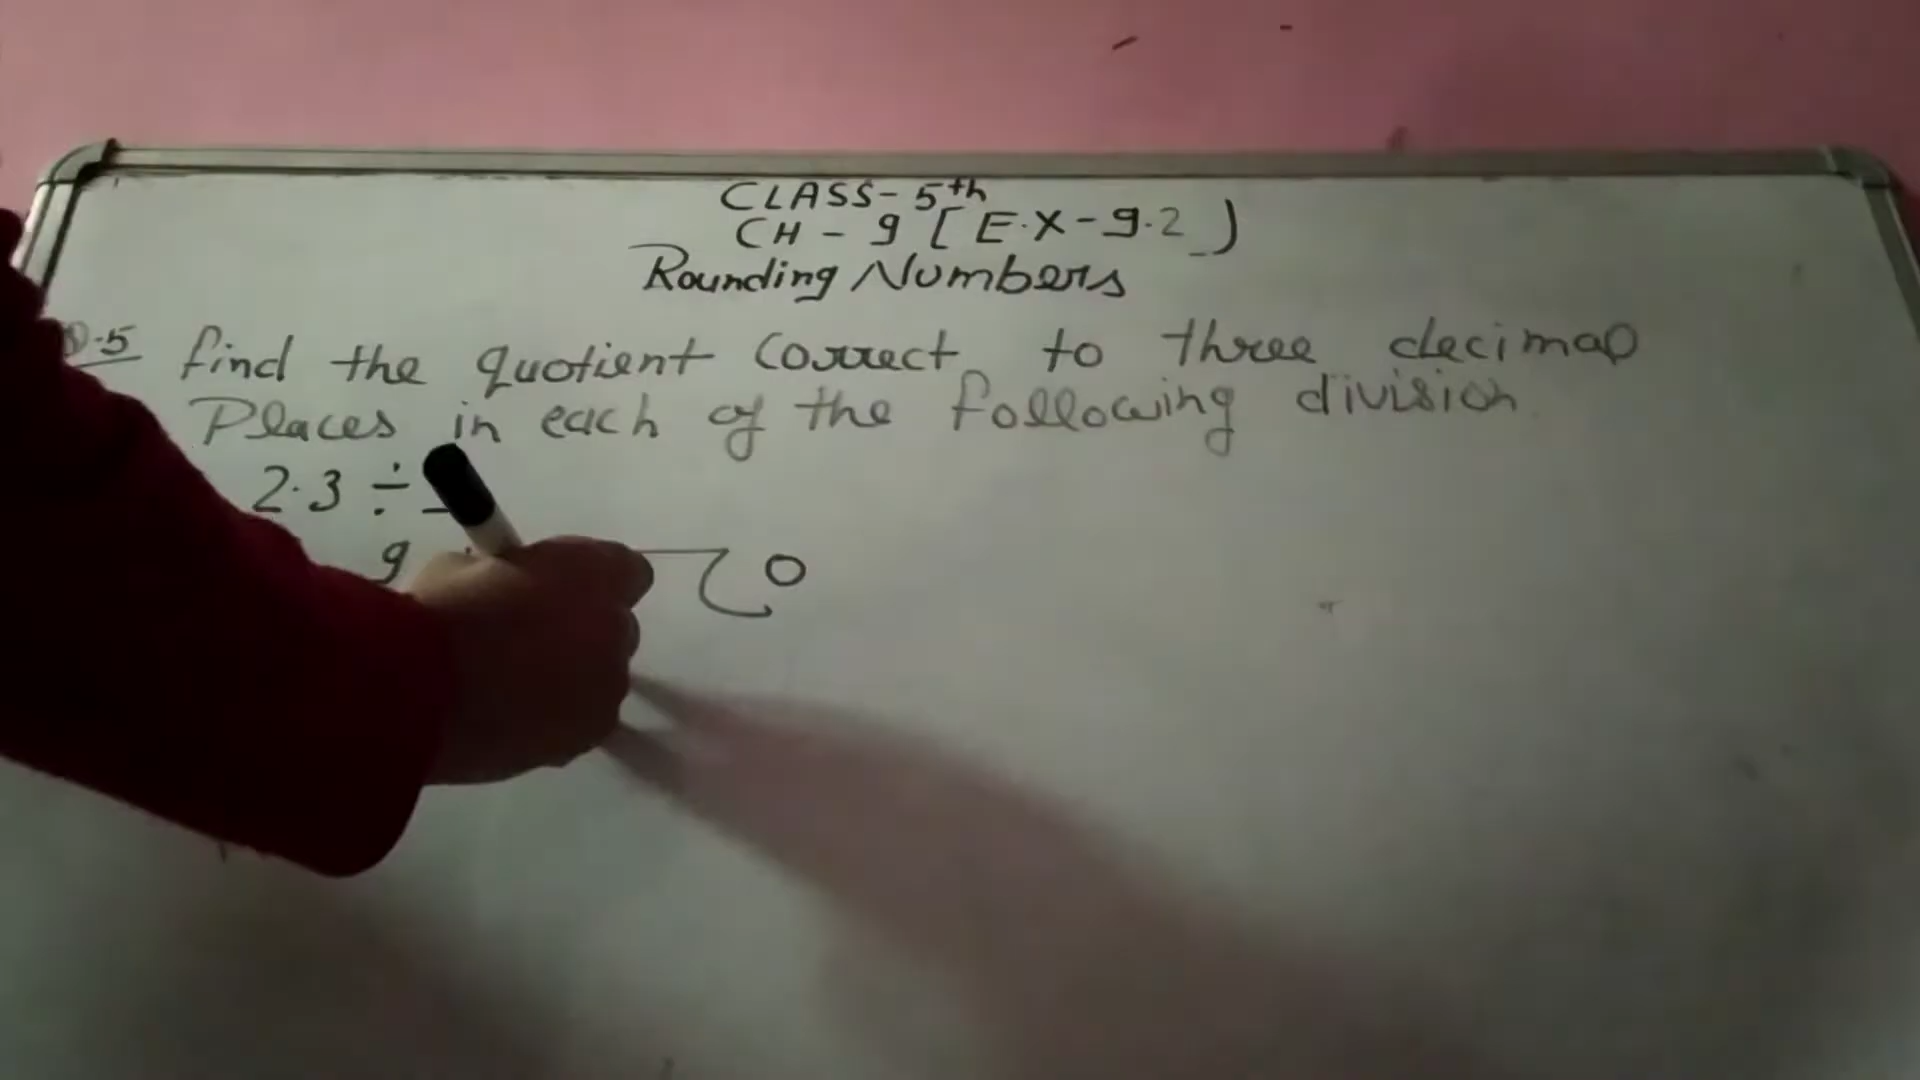 CLASS-5th
CH-9 [E.X-9.2)
Rounding Numbers
Q.5 find the quotient correct to three decimal
Places in each of the following division
2.3 ÷
9 0